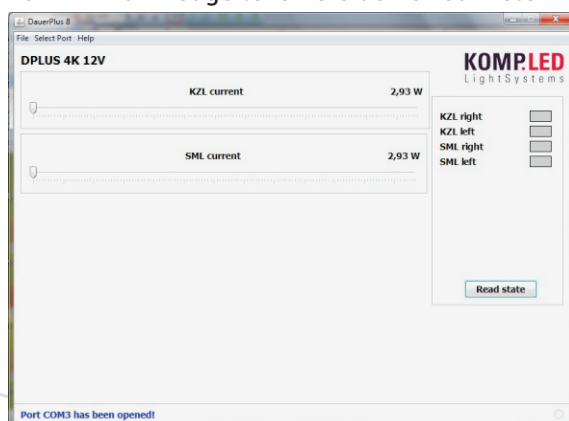 DauerPlus 8
File Select Port Help
DPLUS 4K 12V
KOMP.LED
LightSystems
KZL current 2,93 W
SML current 2,93 W
KZL right
KZL left
SML right
SML left
Read state
Port COM3 has been opened!